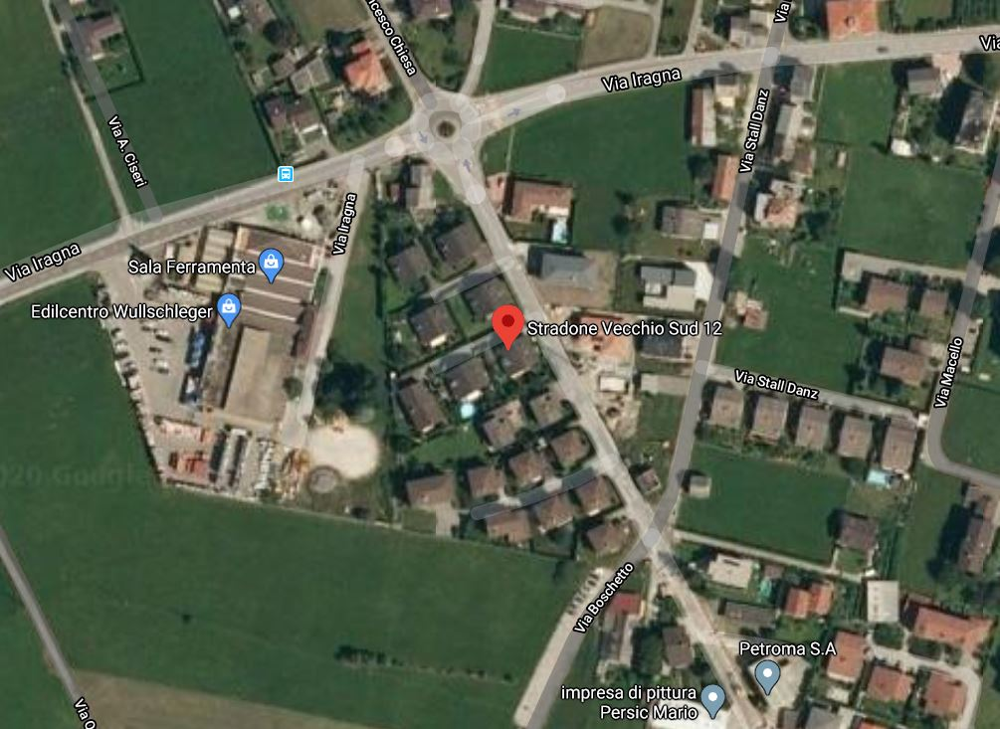 ncesco Chiesa
Via
Via
Via Iragna
Via Stall Danz
Via A. Ciseri
Via Iragna
Via Iragna
Sala Ferramenta
Edilcentro Wullschleger
Stradone Vecchio Sud 12
Via Macello
Via Stall Danz
020 Google
Via Boschetto
Petroma S.A
impresa di pittura
Persic Mario
Via O